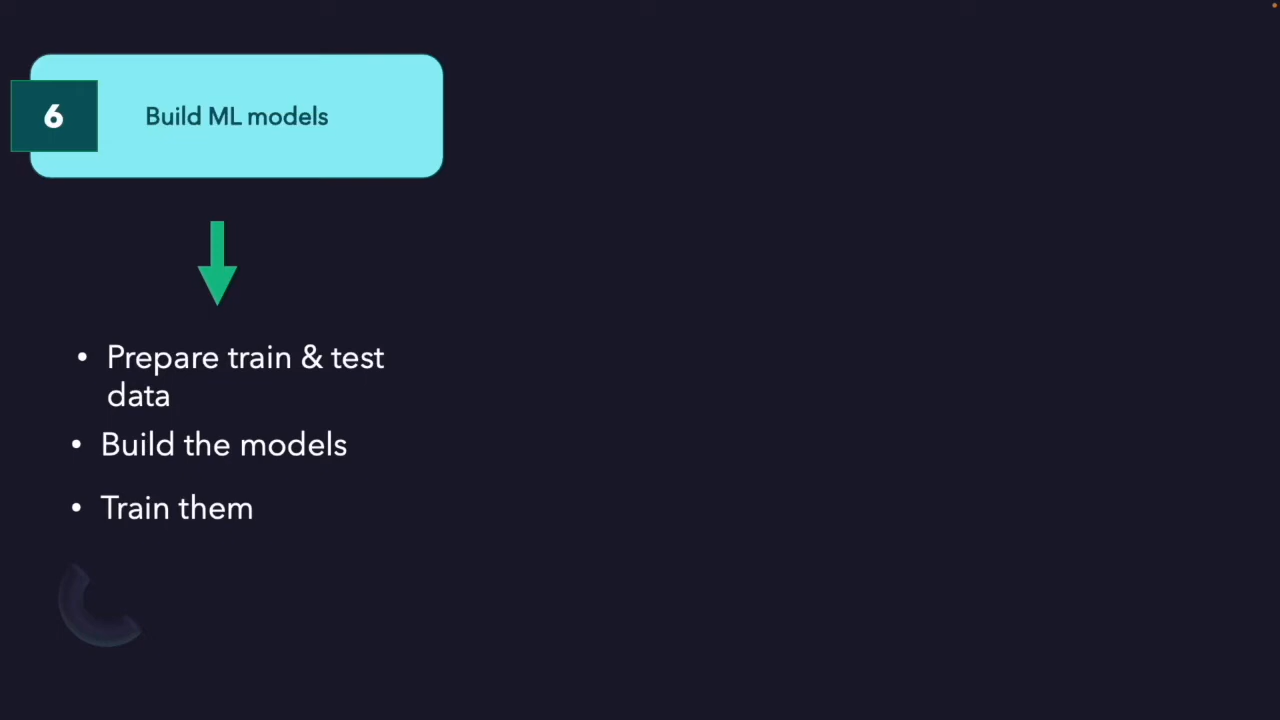 6
Build ML models
• Prepare train & test
data
• Build the models
• Train them